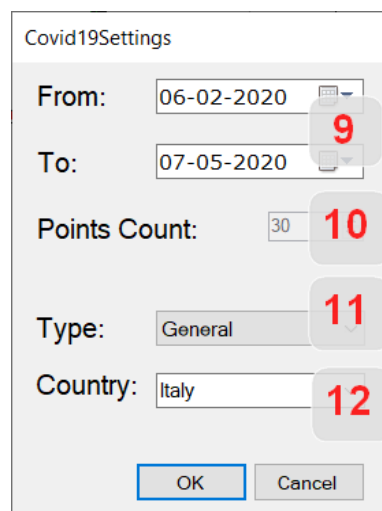 Covid19Settings
From: 06-02-2020
9
To: 07-05-2020
Points Count: 30 10
11
Type: General
Country: Italy 12
OK Cancel